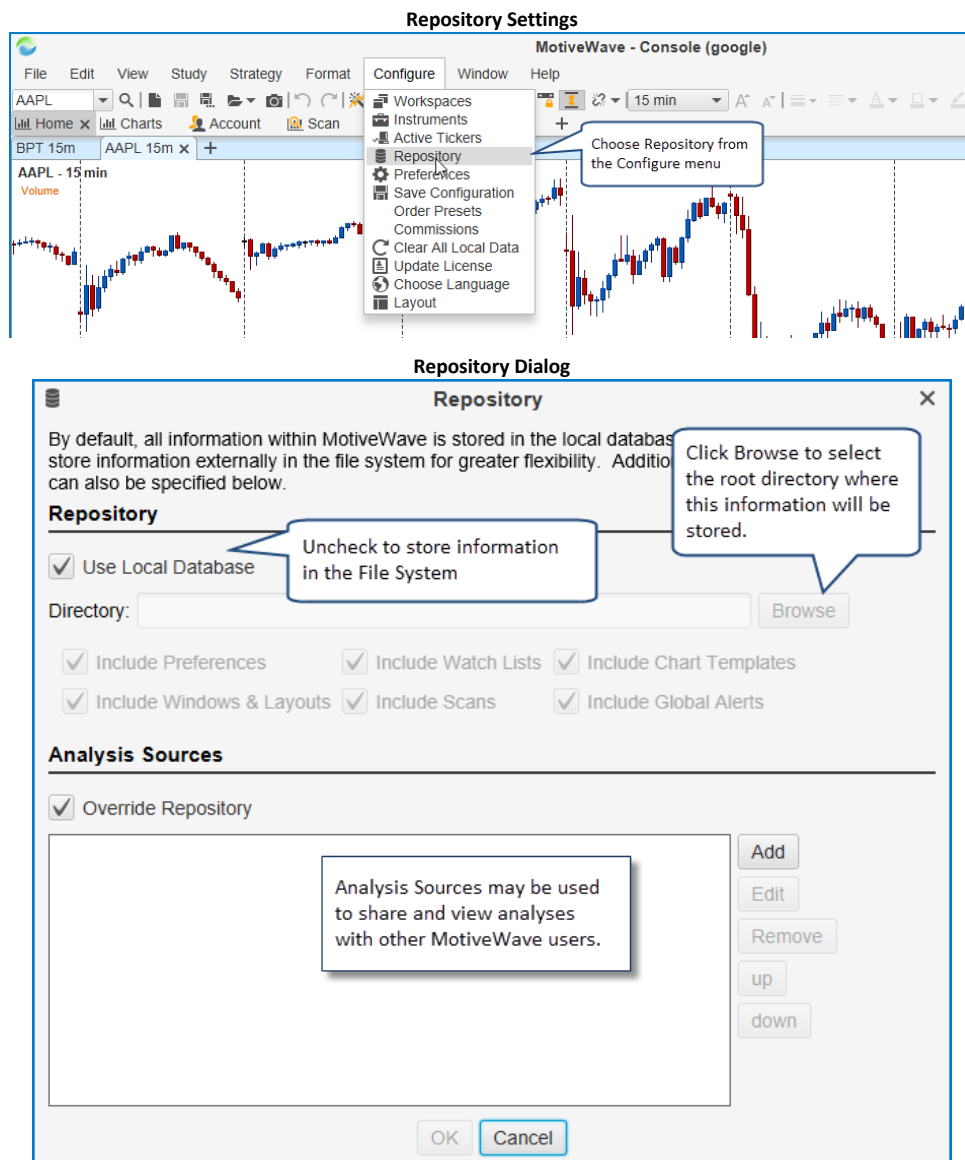 Repository Settings
MotiveWave - Console (google)
File Edit View Study Strategy Format Configure Window Help
AAPL 15 min
Home Charts Account Scan
BPT 15m AAPL 15m
AAPL - 15 min
Volume
Workspaces
Instruments
Active Tickers
Repository
Preferences
Save Configuration
Order Presets
Commissions
Clear All Local Data
Update License
Choose Language
Layout
Choose Repository from
the Configure menu
Repository Dialog
Repository
By default, all information within MotiveWave is stored in the local
store information externally in the file system for greater flexibility.
can also be specified below.
Click Browse to select
the root directory where
this information will be
stored.
Repository
Uncheck to store information
in the File System
Use Local Database
Directory: Browse
Include Preferences Include Watch Lists Include Chart Templates
Include Windows & Layouts Include Scans Include Global Alerts
Analysis Sources
Override Repository
Analysis Sources may be used
to share and view analyses
with other MotiveWave users.
Add
Edit
Remove
up
down
OK Cancel